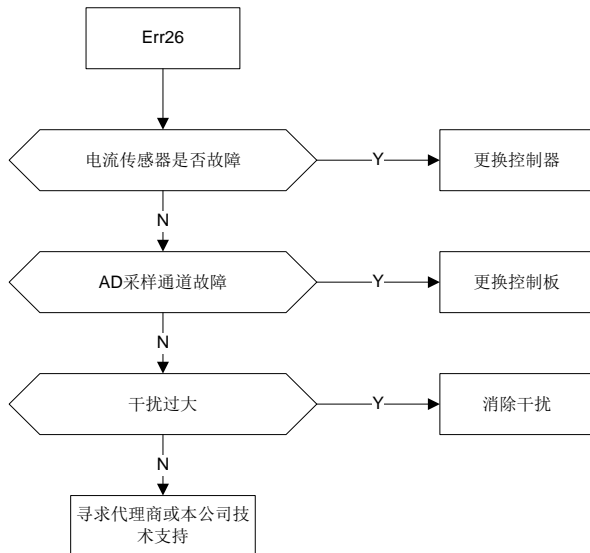 Err26
电流传感器是否故障
Y
更换控制器
N
AD采样通道故障
Y
更换控制板
N
干扰过大
Y
消除干扰
N
寻求代理商或本公司技
术支持